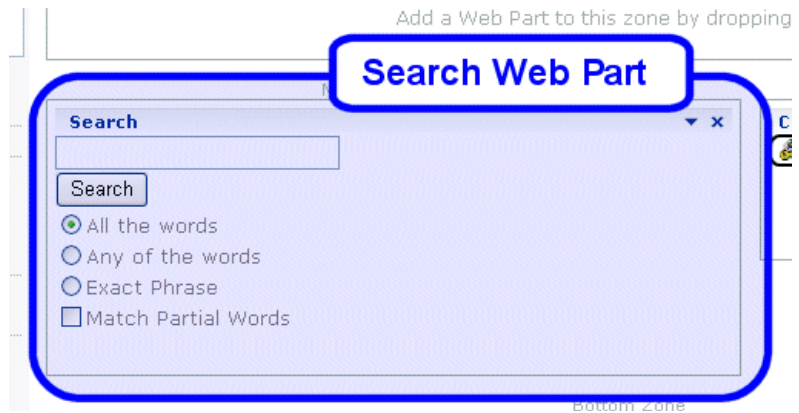 Add a Web Part to this zone by dropping
Search Web Part
Search
Search
All the words
Any of the words
Exact Phrase
Match Partial Words
Bottom Zone